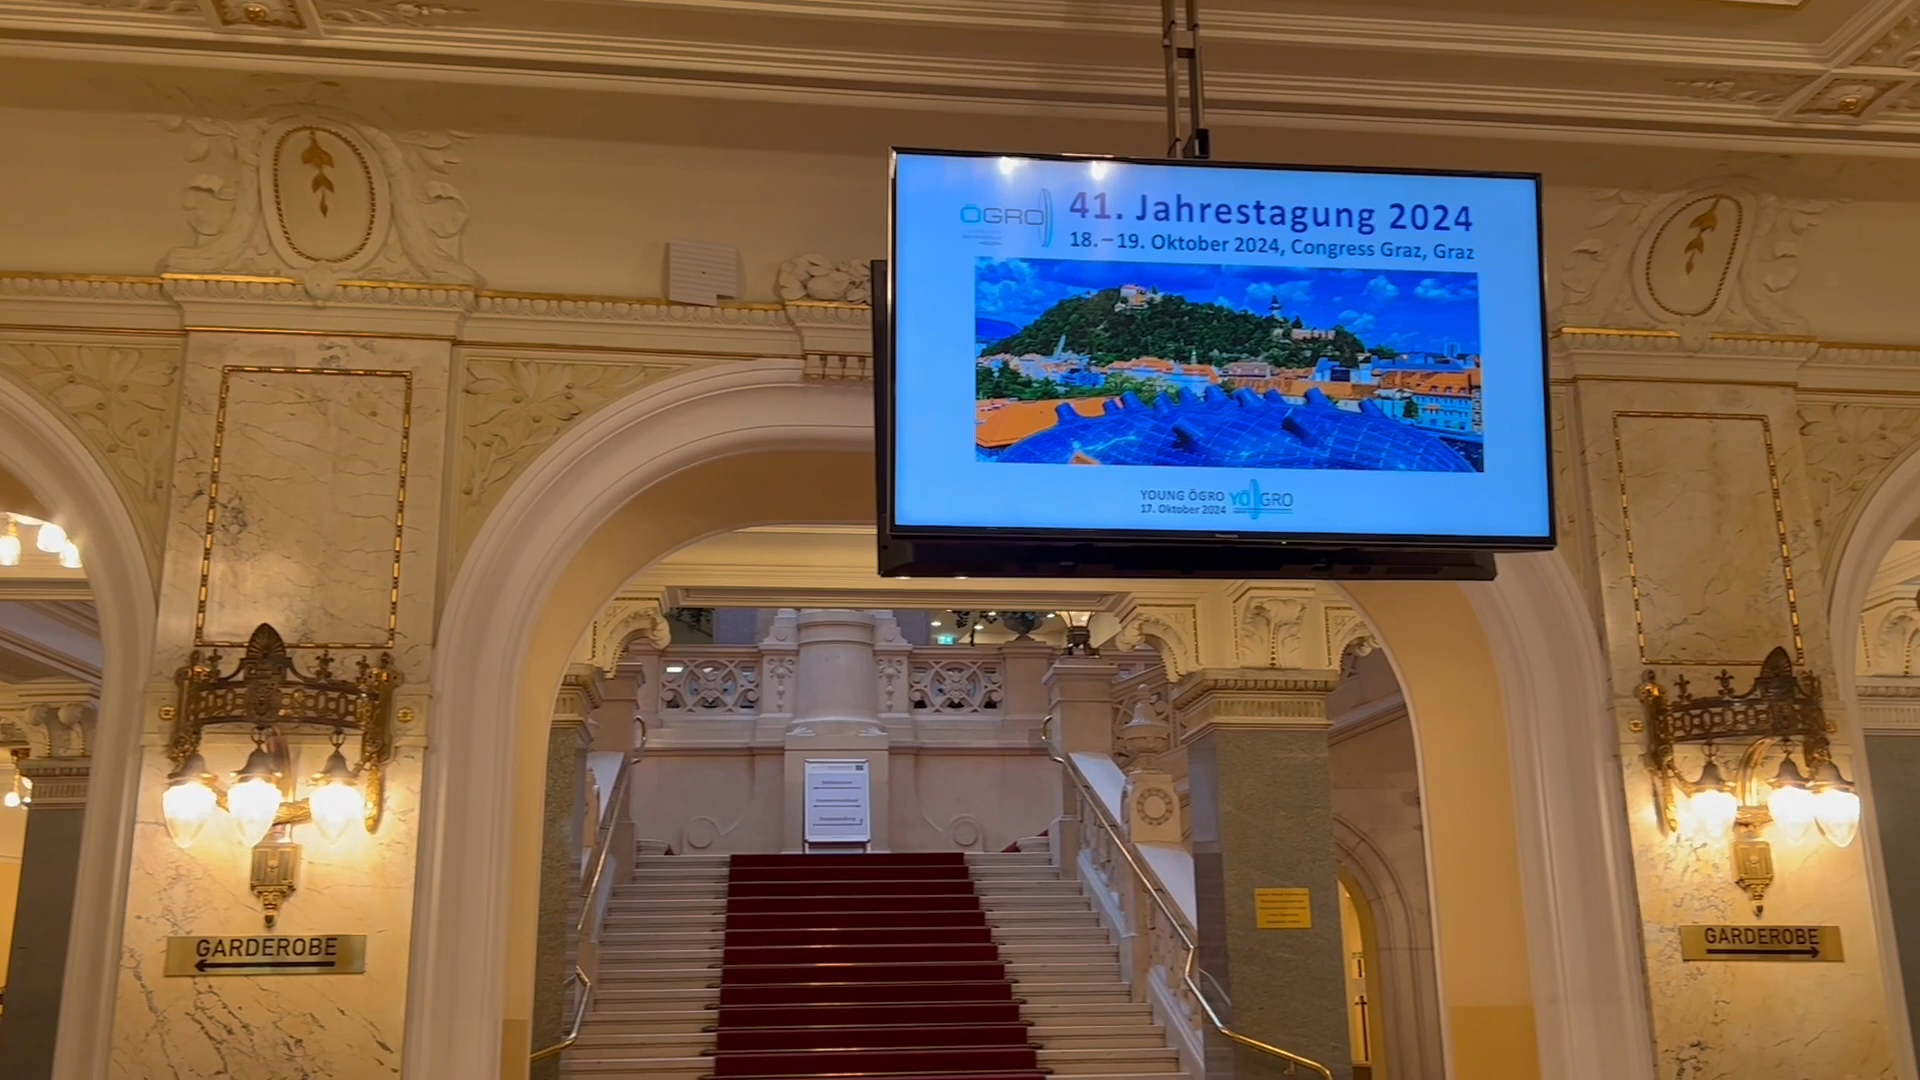 ÖGRO
41. Jahrestagung 2024
18.–19. Oktober 2024, Congress Graz, Graz
YOUNG ÖGRO YÖGRO
17. Oktober 2024
GARDEROBE
GARDEROBE